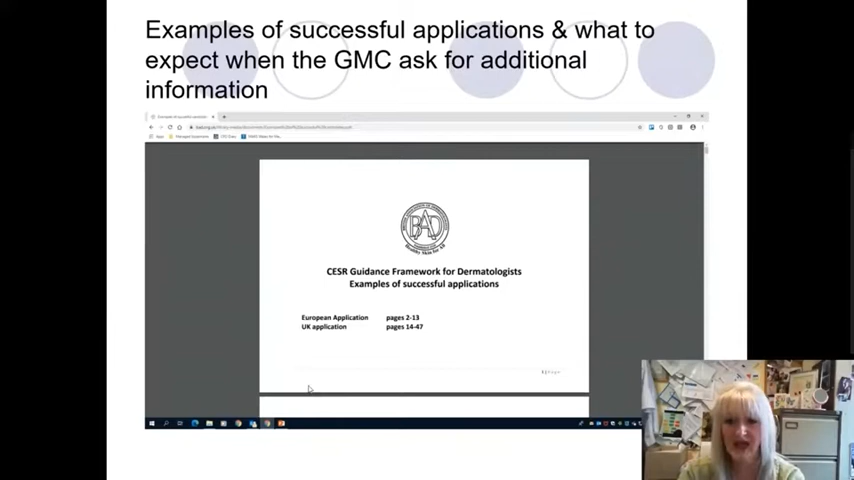 Examples of successful applications & what to
expect when the GMC ask for additional
information
BAD
CESR Guidance Framework for Dermatologists
Examples of successful applications
European Application pages 2-13
UK application pages 14-47